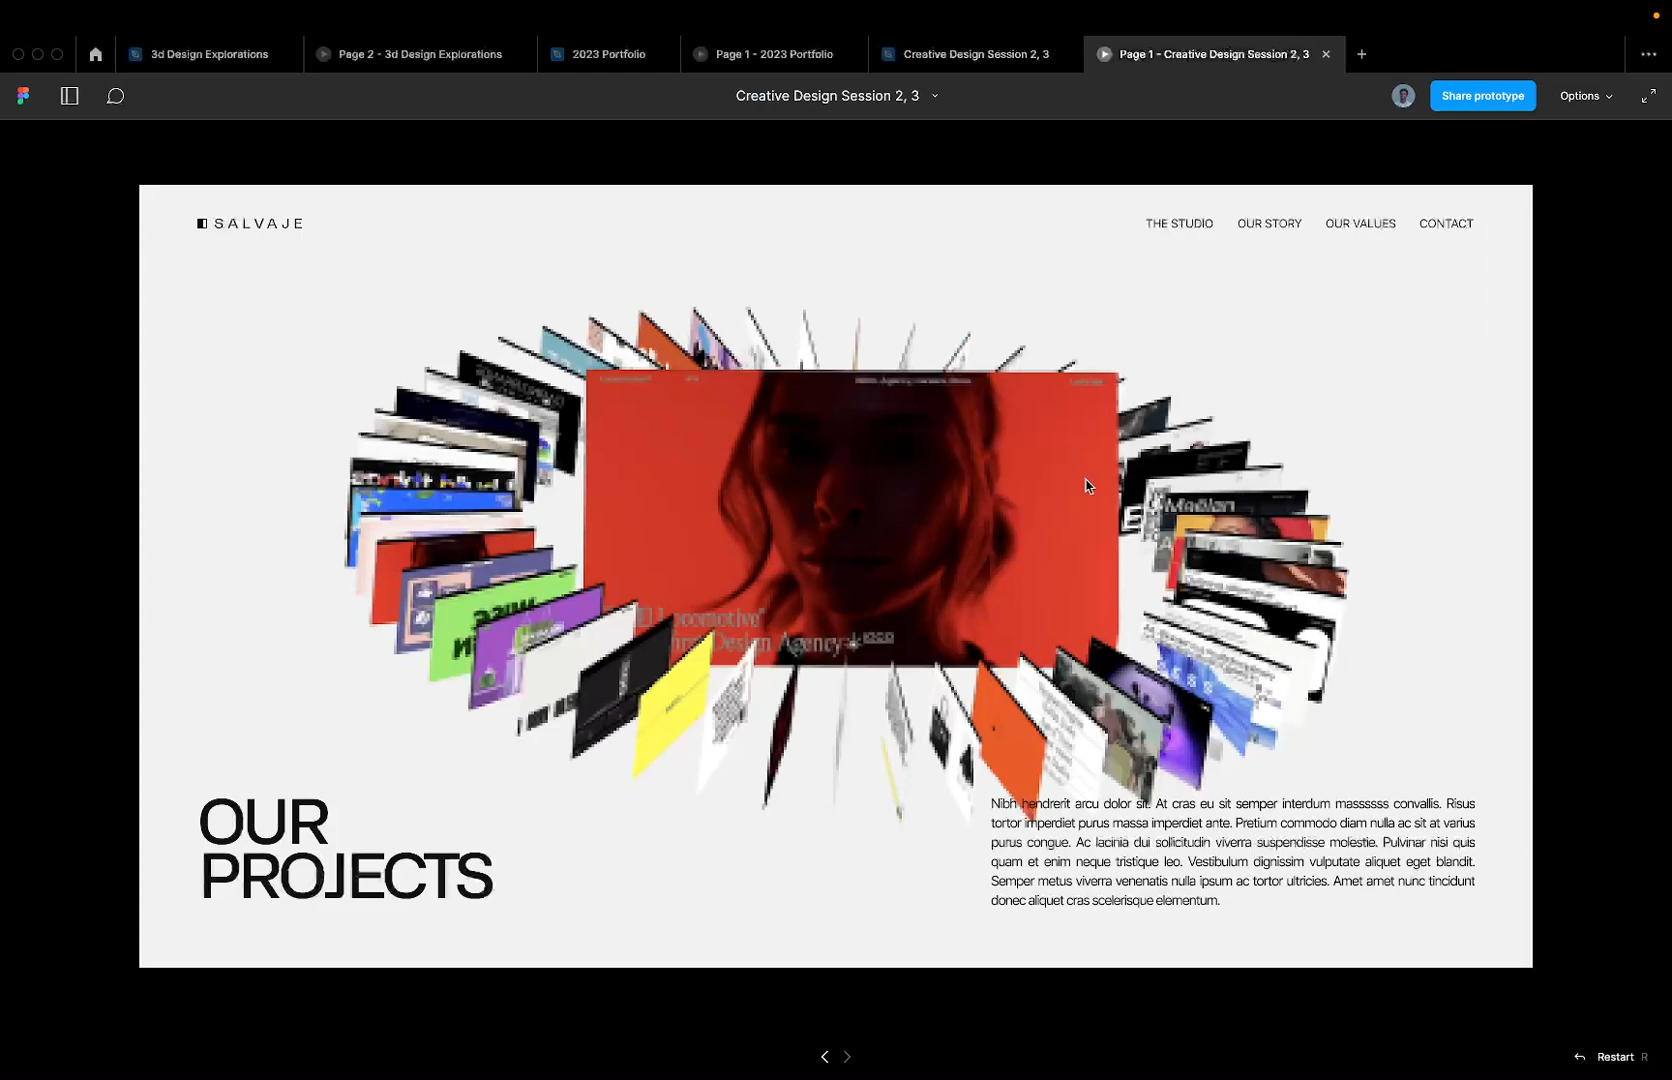 3d Design Explorations
Page 2 - 3d Design Explorations
2023 Portfolio
Page 1 - 2023 Portfolio
Creative Design Session 2, 3
Page 1 - Creative Design Session 2, 3
Creative Design Session 2, 3
Share prototype
Options
SALVAJE
THE STUDIO
OUR STORY
OUR VALUES
CONTACT
Locomotive®
Design Agency
OUR
PROJECTS
Nibh hendrerit arcu dolor sit. At cras eu sit semper interdum massssss convallis. Risus
tortor imperdiet purus massa imperdiet ante. Pretium commodo diam nulla ac sit at varius
purus congue. Ac lacinia dui sollicitudin viverra suspendisse molestie. Pulvinar nisi quis
quam et enim neque tristique leo. Vestibulum dignissim vulputate aliquet eget blandit.
Semper metus viverra venenatis nulla ipsum ac tortor ultricies. Amet amet nunc tincidunt
donec aliquet cras scelerisque elementum.
Restart R